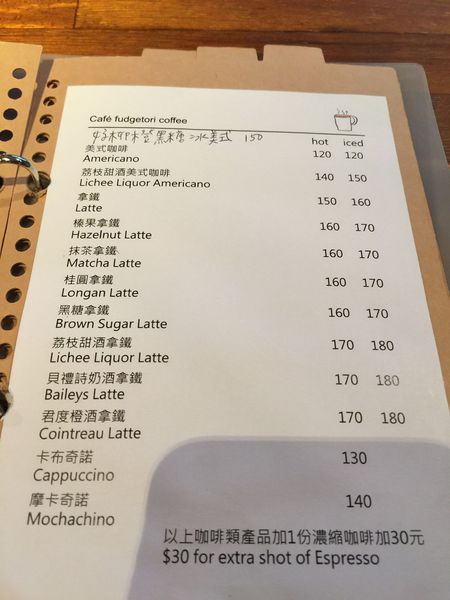 Café fudgetori coffee
黑糖冰美式 150
hot iced
美式咖啡
Americano 120 120
荔枝甜酒美式咖啡
Lichee Liquor Americano 140 150
拿鐵
Latte 150 160
榛果拿鐵
Hazelnut Latte 160 170
抹茶拿鐵
Matcha Latte 160 170
桂圓拿鐵
Longan Latte 160 170
黑糖拿鐵
Brown Sugar Latte 160 170
荔枝甜酒拿鐵
Lichee Liquor Latte 170 180
貝禮詩奶酒拿鐵
Baileys Latte 170 180
君度橙酒拿鐵
Cointreau Latte 170 180
卡布奇諾
Cappuccino 130
摩卡奇諾
Mochachino 140
以上咖啡類產品加1份濃縮咖啡加30元
$30 for extra shot of Espresso